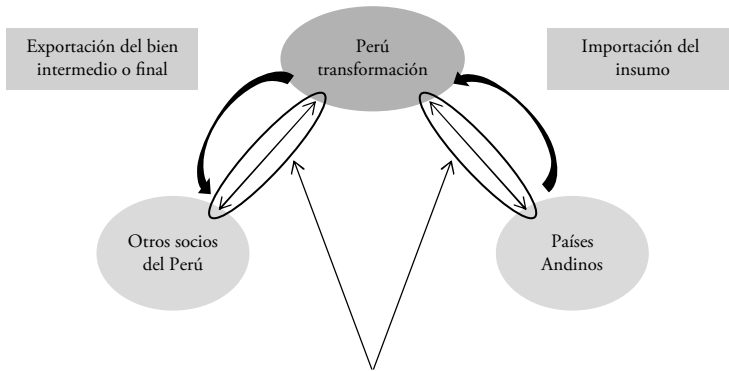 Exportación del bien
intermedio o final
Perú
transformación
Importación del
insumo
Otros socios
del Perú
Países
Andinos